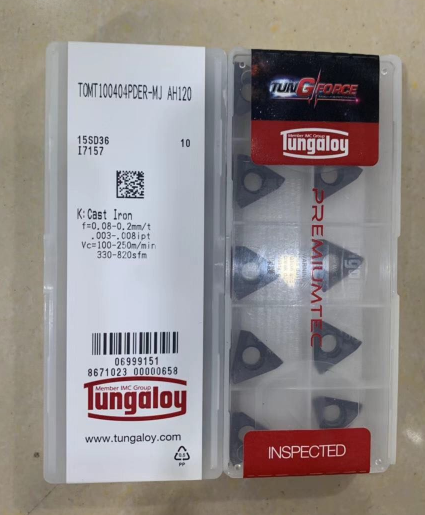 TOMT100404PDER-MJ AH120
15SD36 10
I7157
K:Cast Iron
f=0.08-0.2mm/t
.003-.008ipt
Vc=100-250m/min
330-820sfm
06999151
8671023 00000658
Member IMC Group
Tungaloy
www.tungaloy.com
PP
TUNGFORCE
Member IMC Group
Tungaloy
PREMIUMTEC
INSPECTED